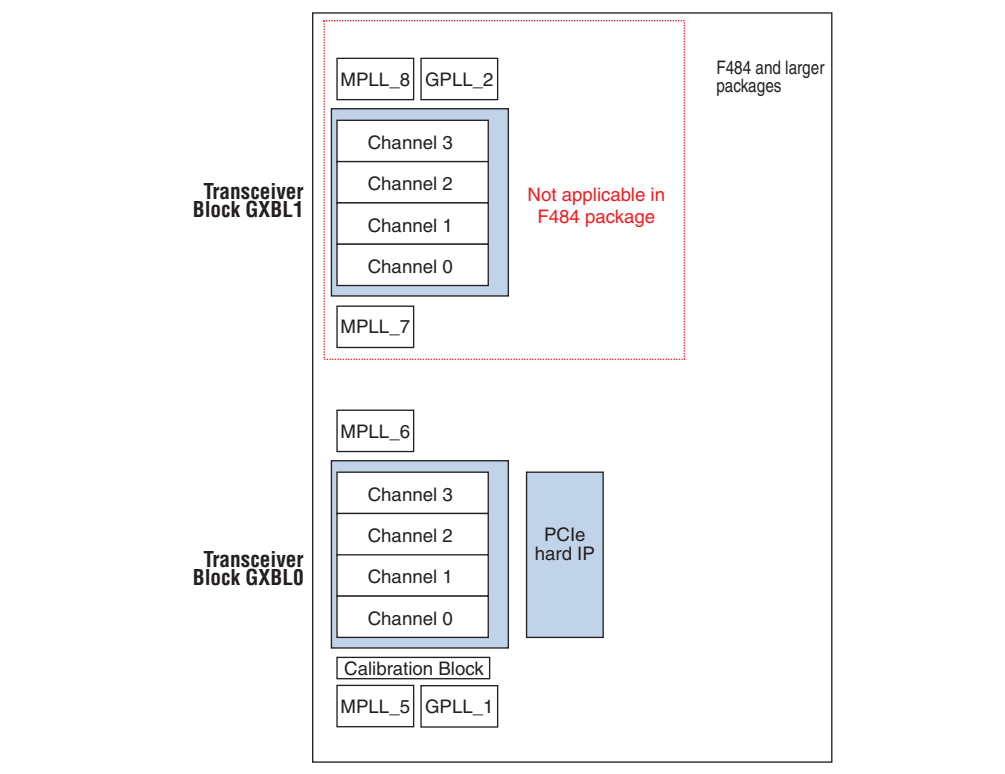 F484 and larger
packages
MPLL_8 GPLL_2
Channel 3
Channel 2
Channel 1
Channel 0
Transceiver
Block GXBL1
Not applicable in
F484 package
MPLL_7
MPLL_6
Channel 3
Channel 2
Channel 1
Channel 0
Transceiver
Block GXBL0
PCIe
hard IP
Calibration Block
MPLL_5 GPLL_1